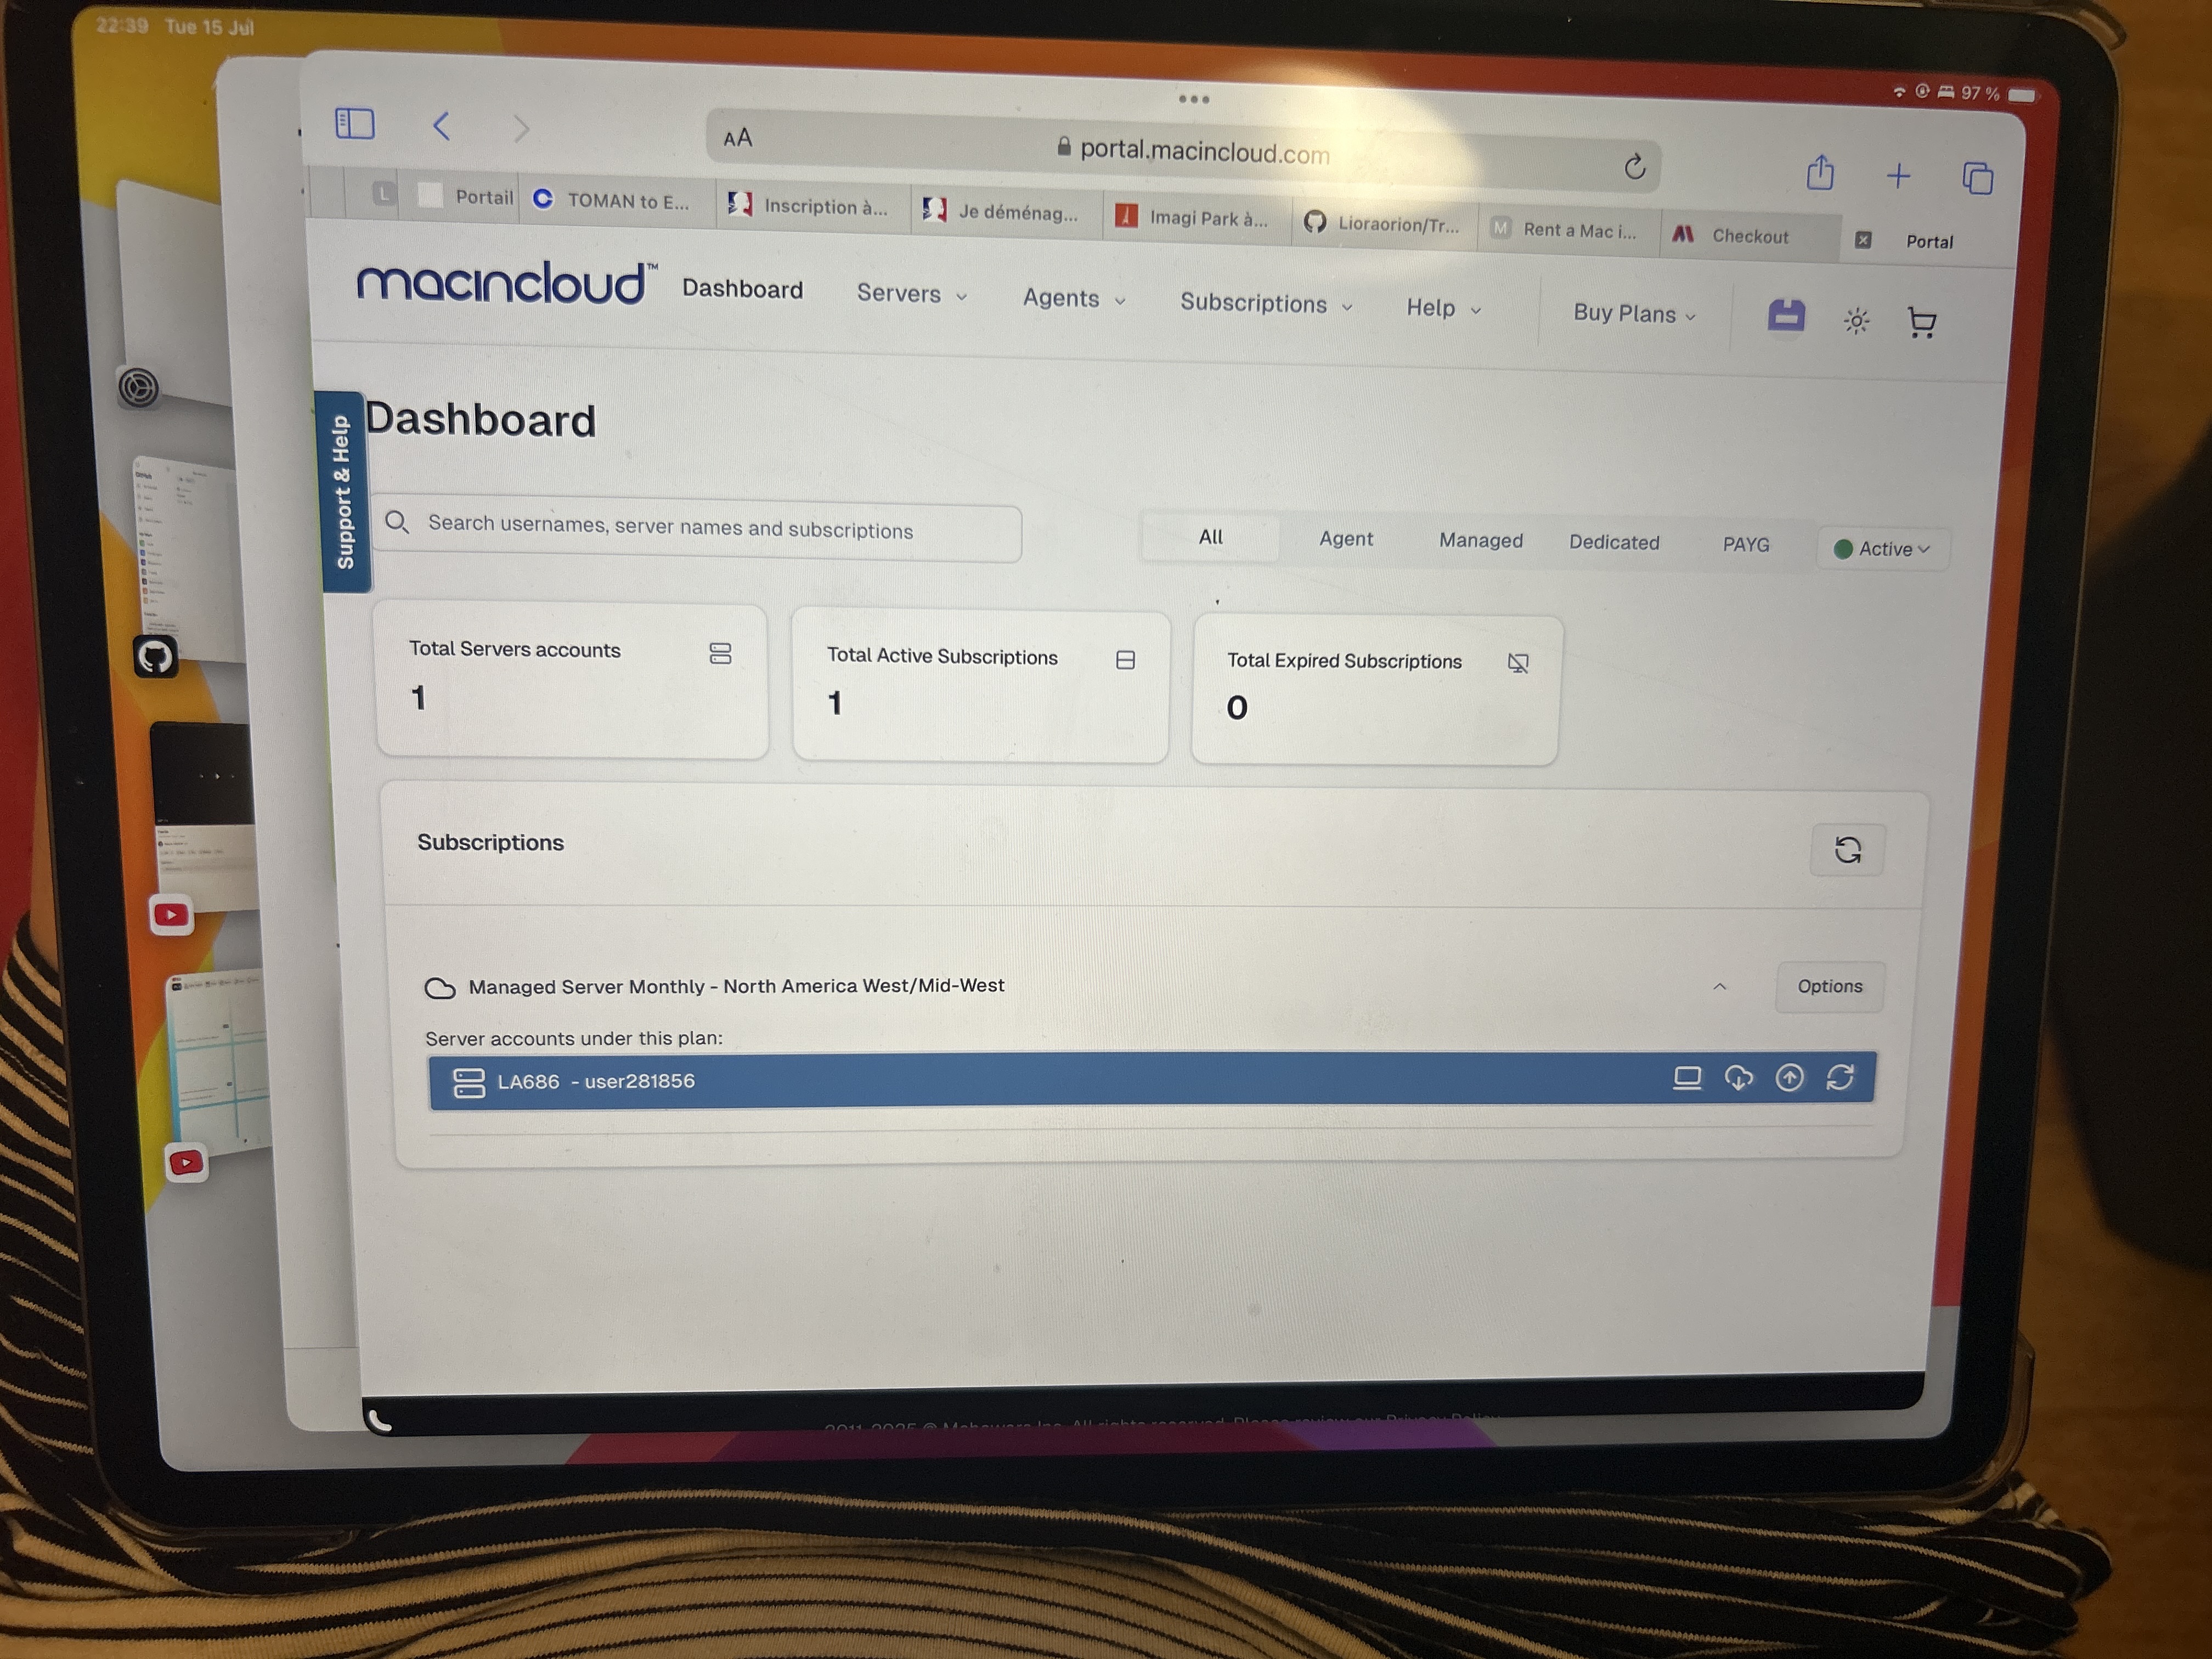 22:39 Tue 15 Jul
97 %
AA
portal.macincloud.com
L
Portail
TOMAN to E...
Inscription à...
Je déménag...
Imagi Park à...
Lioraorion/Tr...
M Rent a Mac i...
Checkout
Portal
macincloud™
Dashboard
Servers
Agents
Subscriptions
Help
Buy Plans
Support & Help
Dashboard
Search usernames, server names and subscriptions
All
Agent
Managed
Dedicated
PAYG
Active
Total Servers accounts
1
Total Active Subscriptions
1
Total Expired Subscriptions
0
Subscriptions
Managed Server Monthly - North America West/Mid-West
Options
Server accounts under this plan:
LA686 - user281856